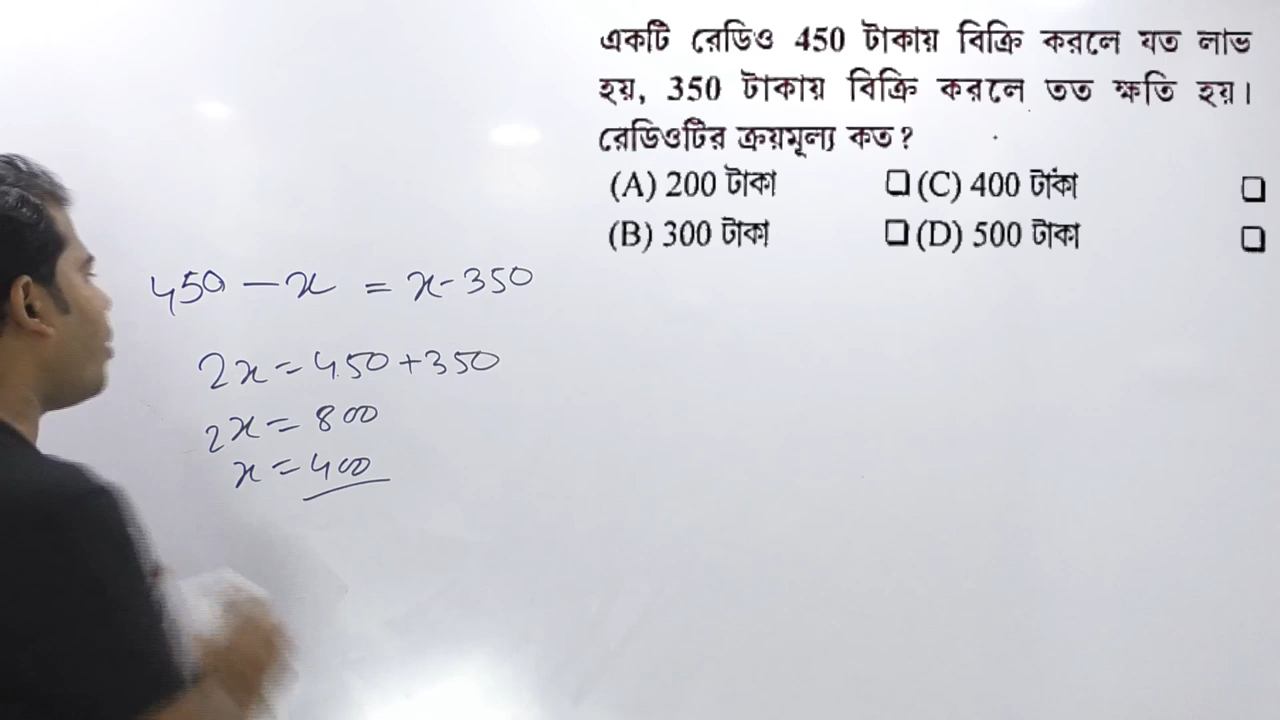 একটি রেডিও 450 টাকায় বিক্রি করলে যত লাভ
হয়, 350 টাকায় বিক্রি করলে তত ক্ষতি হয়।
রেডিওটির ক্রয়মূল্য কত?
(A) 200 টাকা ❑ (C) 400 টাকা ❑
(B) 300 টাকা ❑ (D) 500 টাকা ❑
450 - x = x - 350
2x = 450 + 350
2x = 800
x = 400